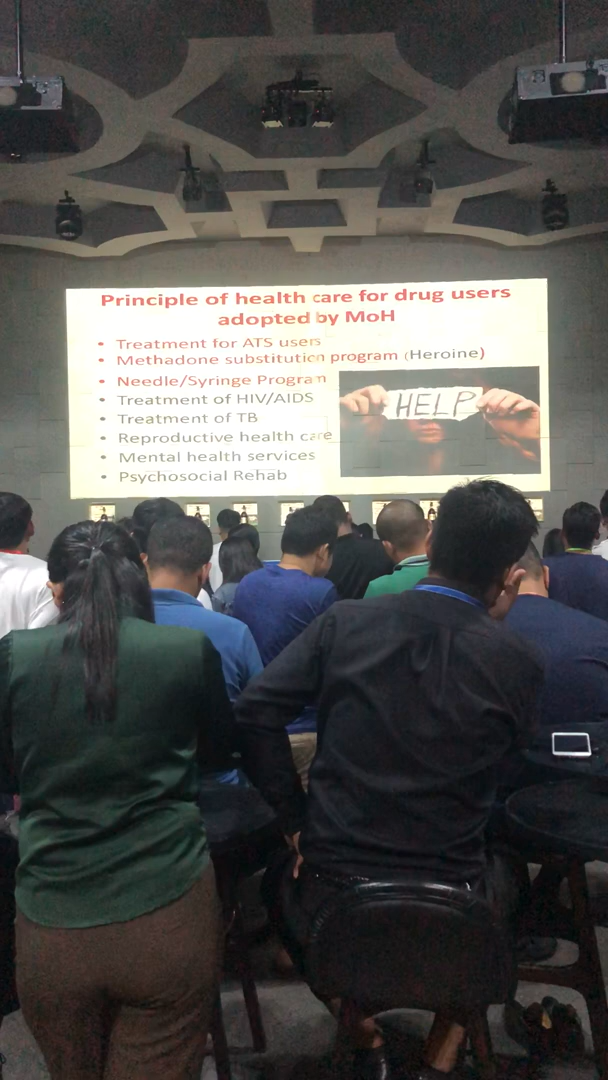 Principle of health care for drug users
adopted by MoH
• Treatment for ATS users
• Methadone substitution program (Heroine)
• Needle/Syringe Program
• Treatment of HIV/AIDS
• Treatment of TB
• Reproductive health care
• Mental health services
• Psychosocial Rehab
HELP